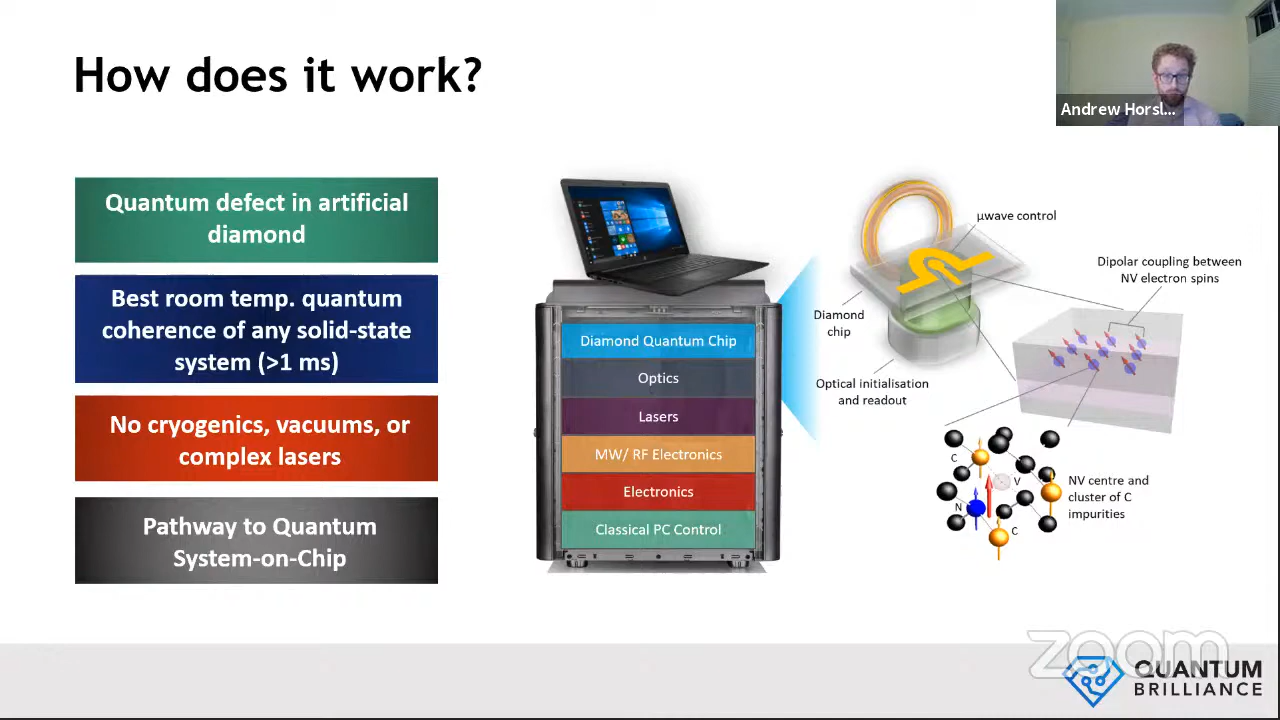 How does it work?
Andrew Horsl...
Quantum defect in artificial
diamond
Best room temp. quantum
coherence of any solid-state
system (>1 ms)
No cryogenics, vacuums, or
complex lasers
Pathway to Quantum
System-on-Chip
Diamond Quantum Chip
Optics
Lasers
MW/ RF Electronics
Electronics
Classical PC Control
μwave control
Diamond
chip
Optical initialisation
and readout
Dipolar coupling between
NV electron spins
C
V
N
C
NV centre and
cluster of C
impurities
zoom
QUANTUM
BRILLIANCE